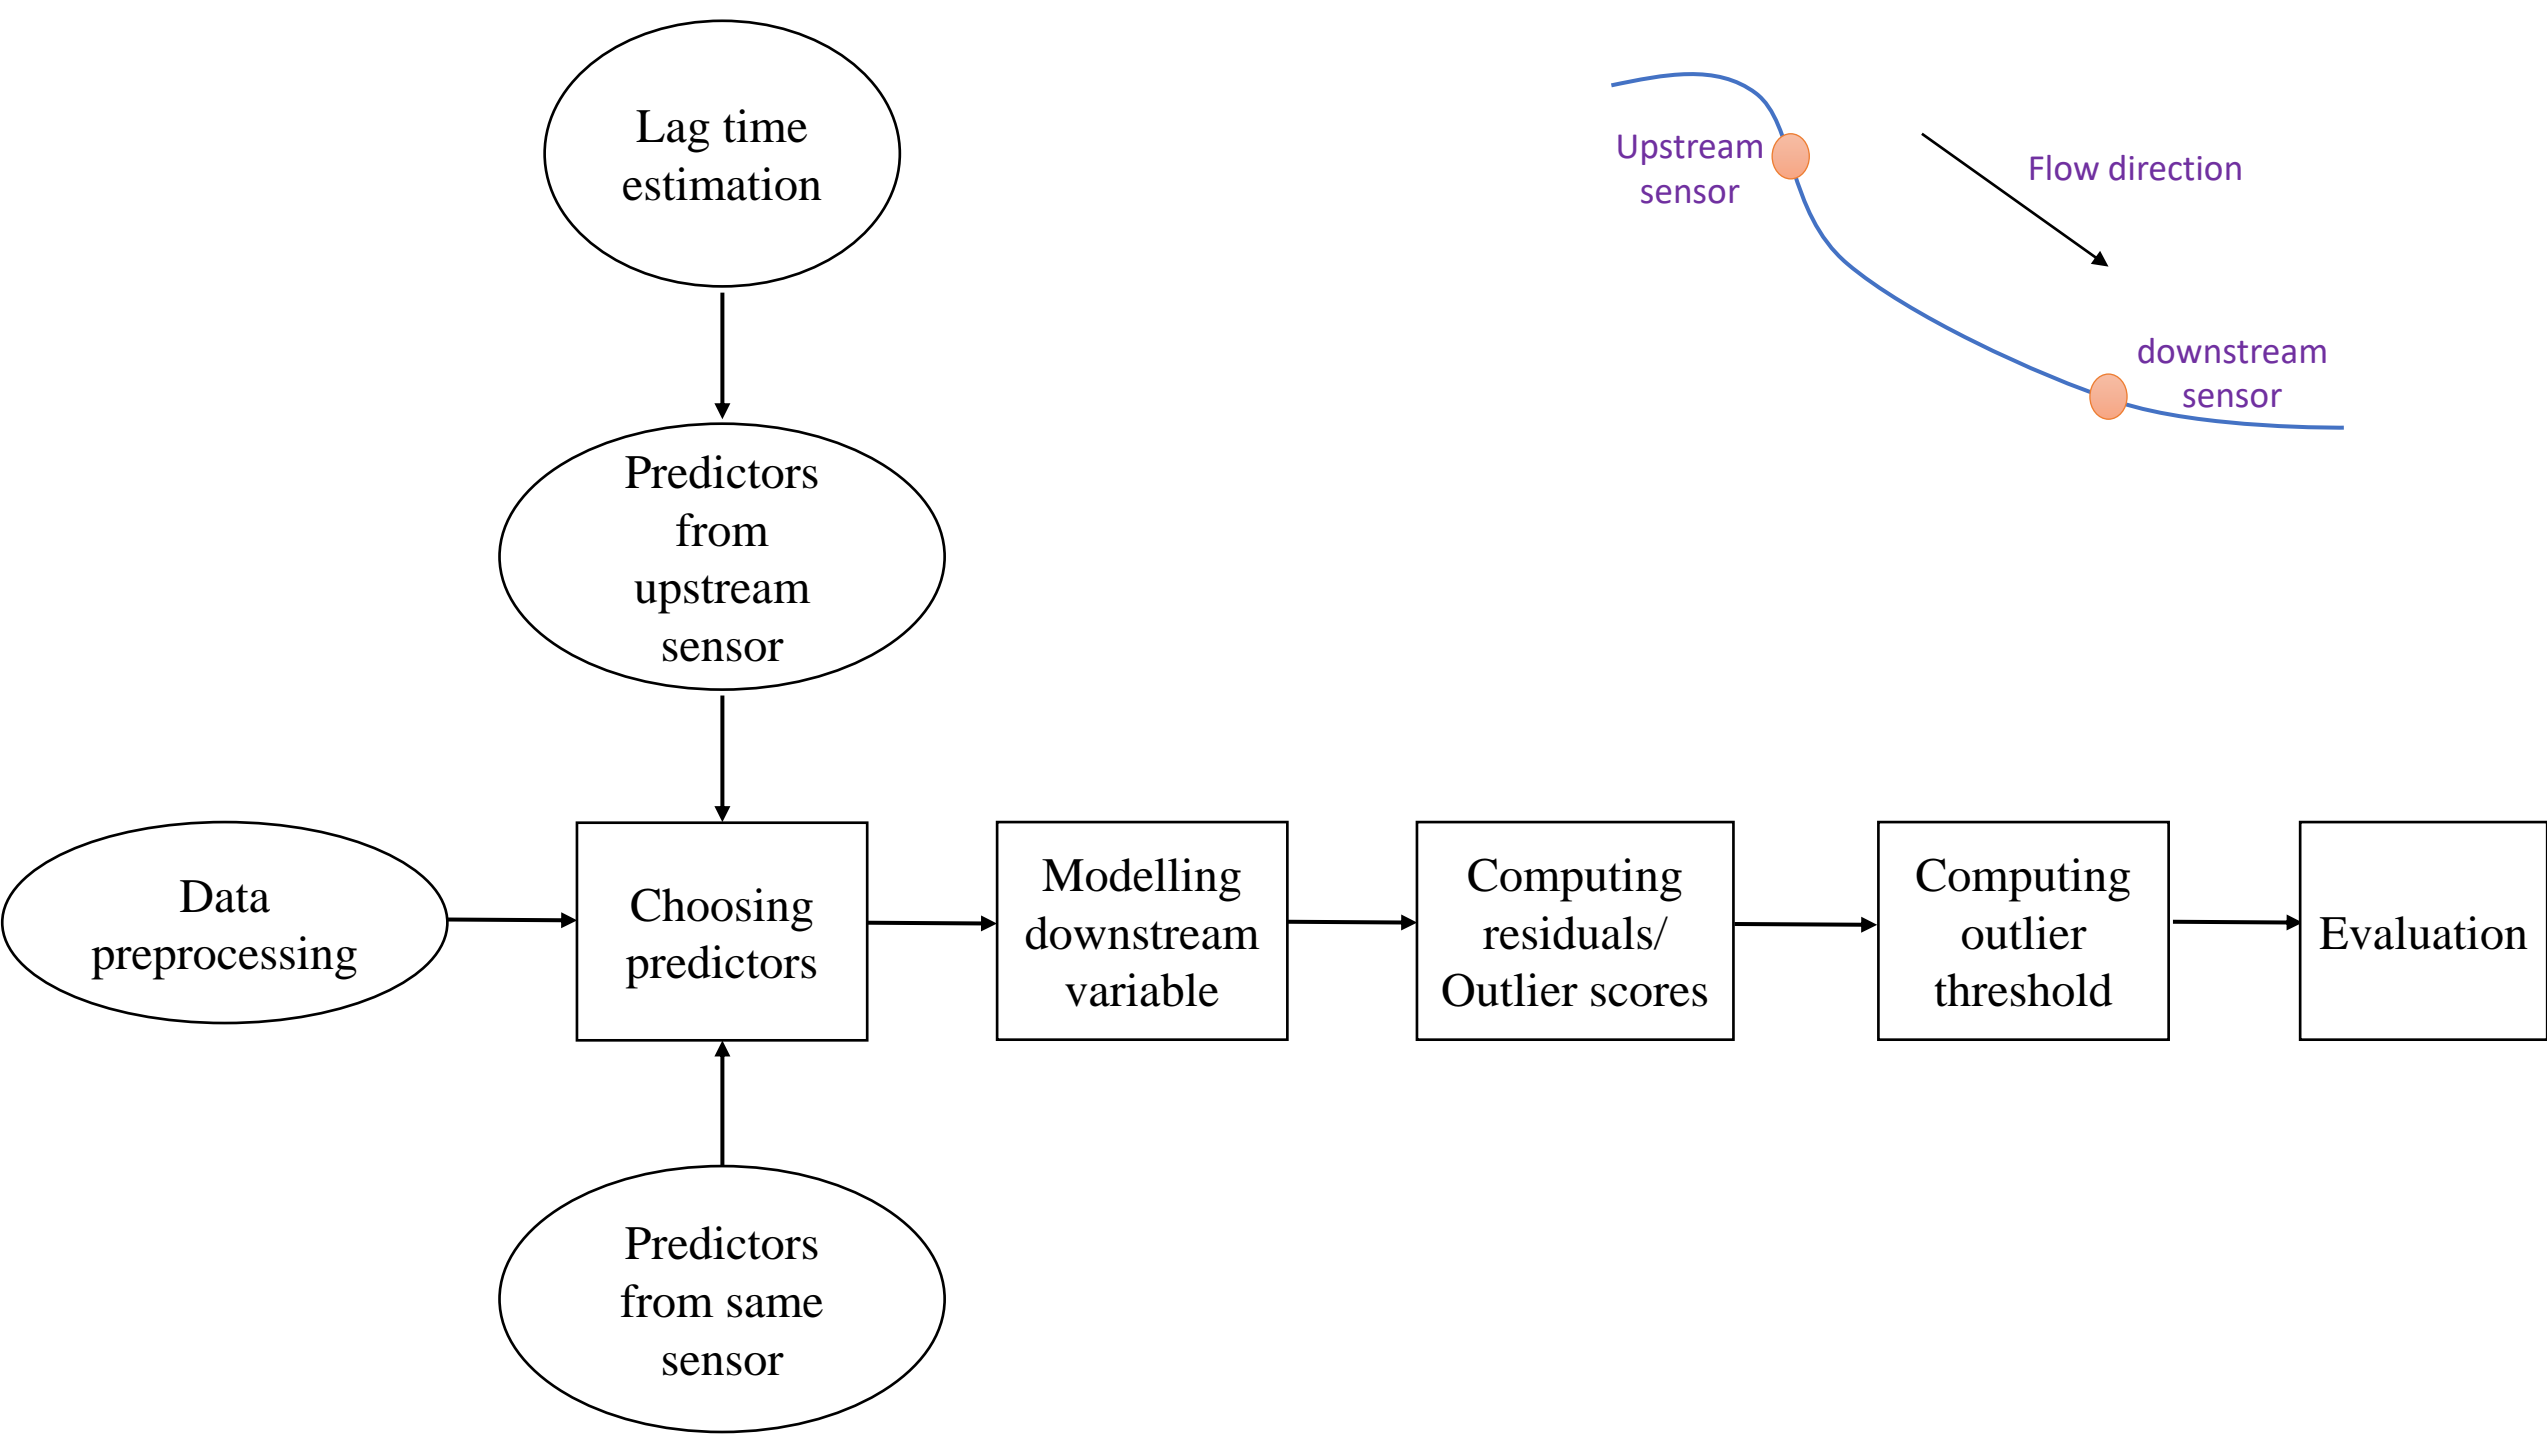 Lag time
estimation
Upstream
sensor
Flow direction
downstream
sensor
Predictors
from
upstream
sensor
Data
preprocessing
Choosing
predictors
Modelling
downstream
variable
Computing
residuals/
Outlier scores
Computing
outlier
threshold
Evaluation
Predictors
from same
sensor